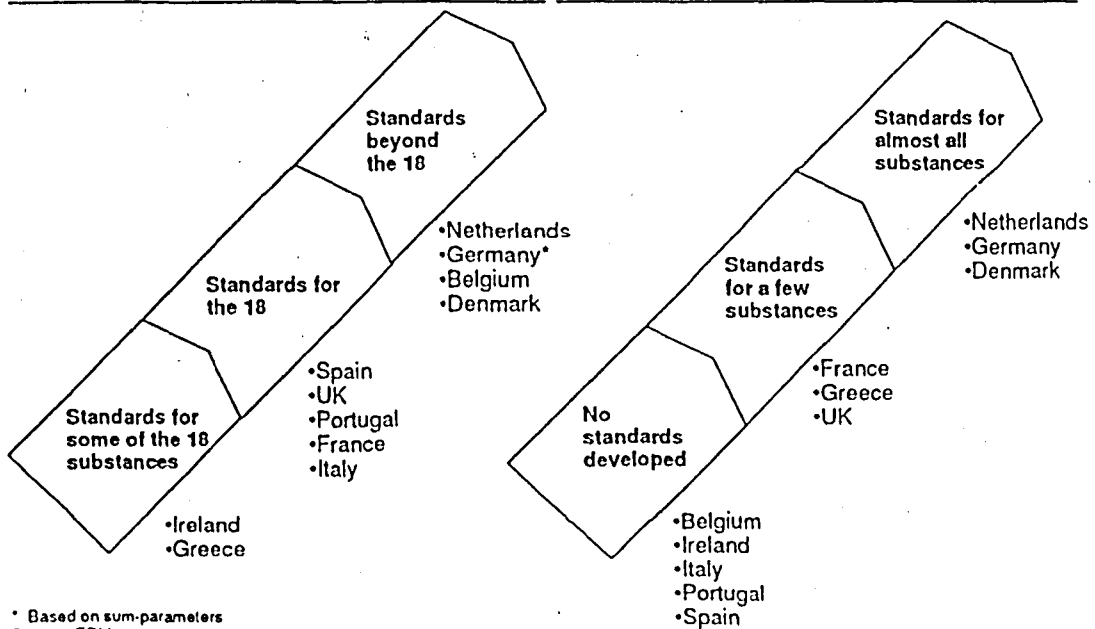 Standards
beyond
the 18
•Netherlands
•Germany*
•Belgium
•Denmark
Standards for
the 18
•Spain
•UK
•Portugal
•France
•Italy
Standards for
some of the 18
substances
•Ireland
•Greece
Standards for
almost all
substances
•Netherlands
•Germany
•Denmark
Standards
for a few
substances
•France
•Greece
•UK
No
standards
developed
•Belgium
•Ireland
•Italy
•Portugal
•Spain
* Based on sum-parameters